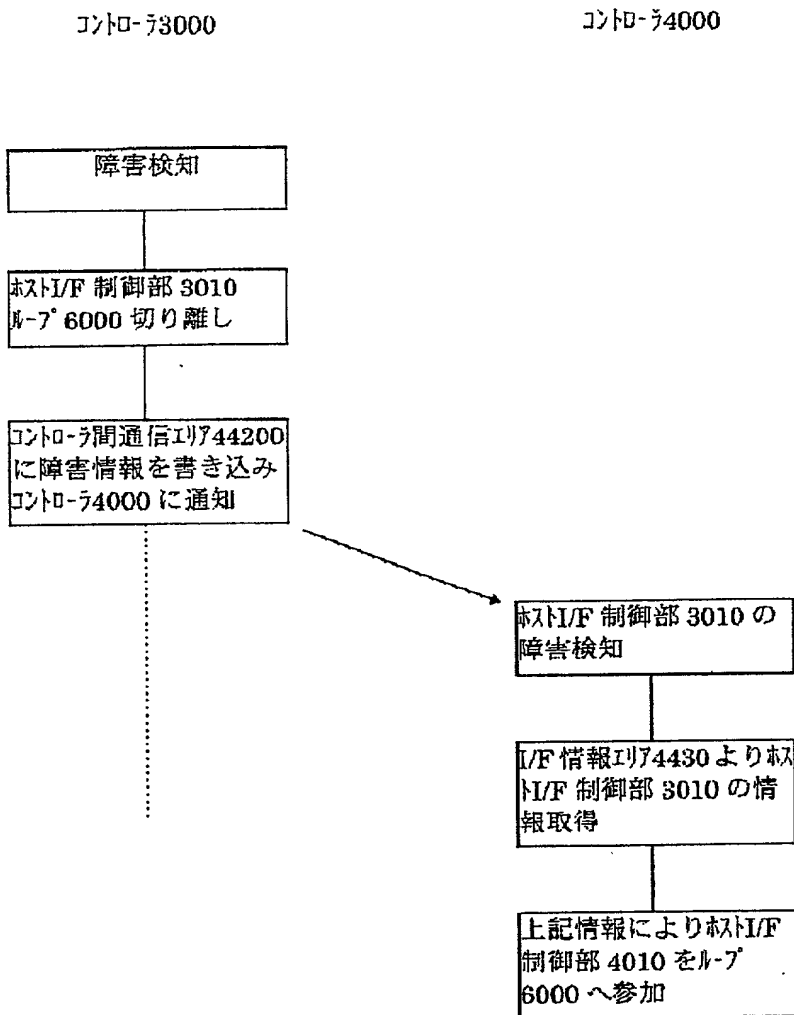 ｺﾝﾄﾛｰﾗ3000
ｺﾝﾄﾛｰﾗ4000
障害検知
ﾎｽﾄI/F 制御部 3010
ﾙｰﾌﾟ 6000 切り離し
ｺﾝﾄﾛｰﾗ間通信ｴﾘｱ44200
に障害情報を書き込み
ｺﾝﾄﾛｰﾗ4000 に通知
ﾎｽﾄI/F 制御部 3010 の
障害検知
I/F 情報ｴﾘｱ4430 よりﾎｽ
ﾄI/F 制御部 3010 の情
報取得
上記情報によりﾎｽﾄI/F
制御部 4010 をﾙｰﾌﾟ
6000 へ参加